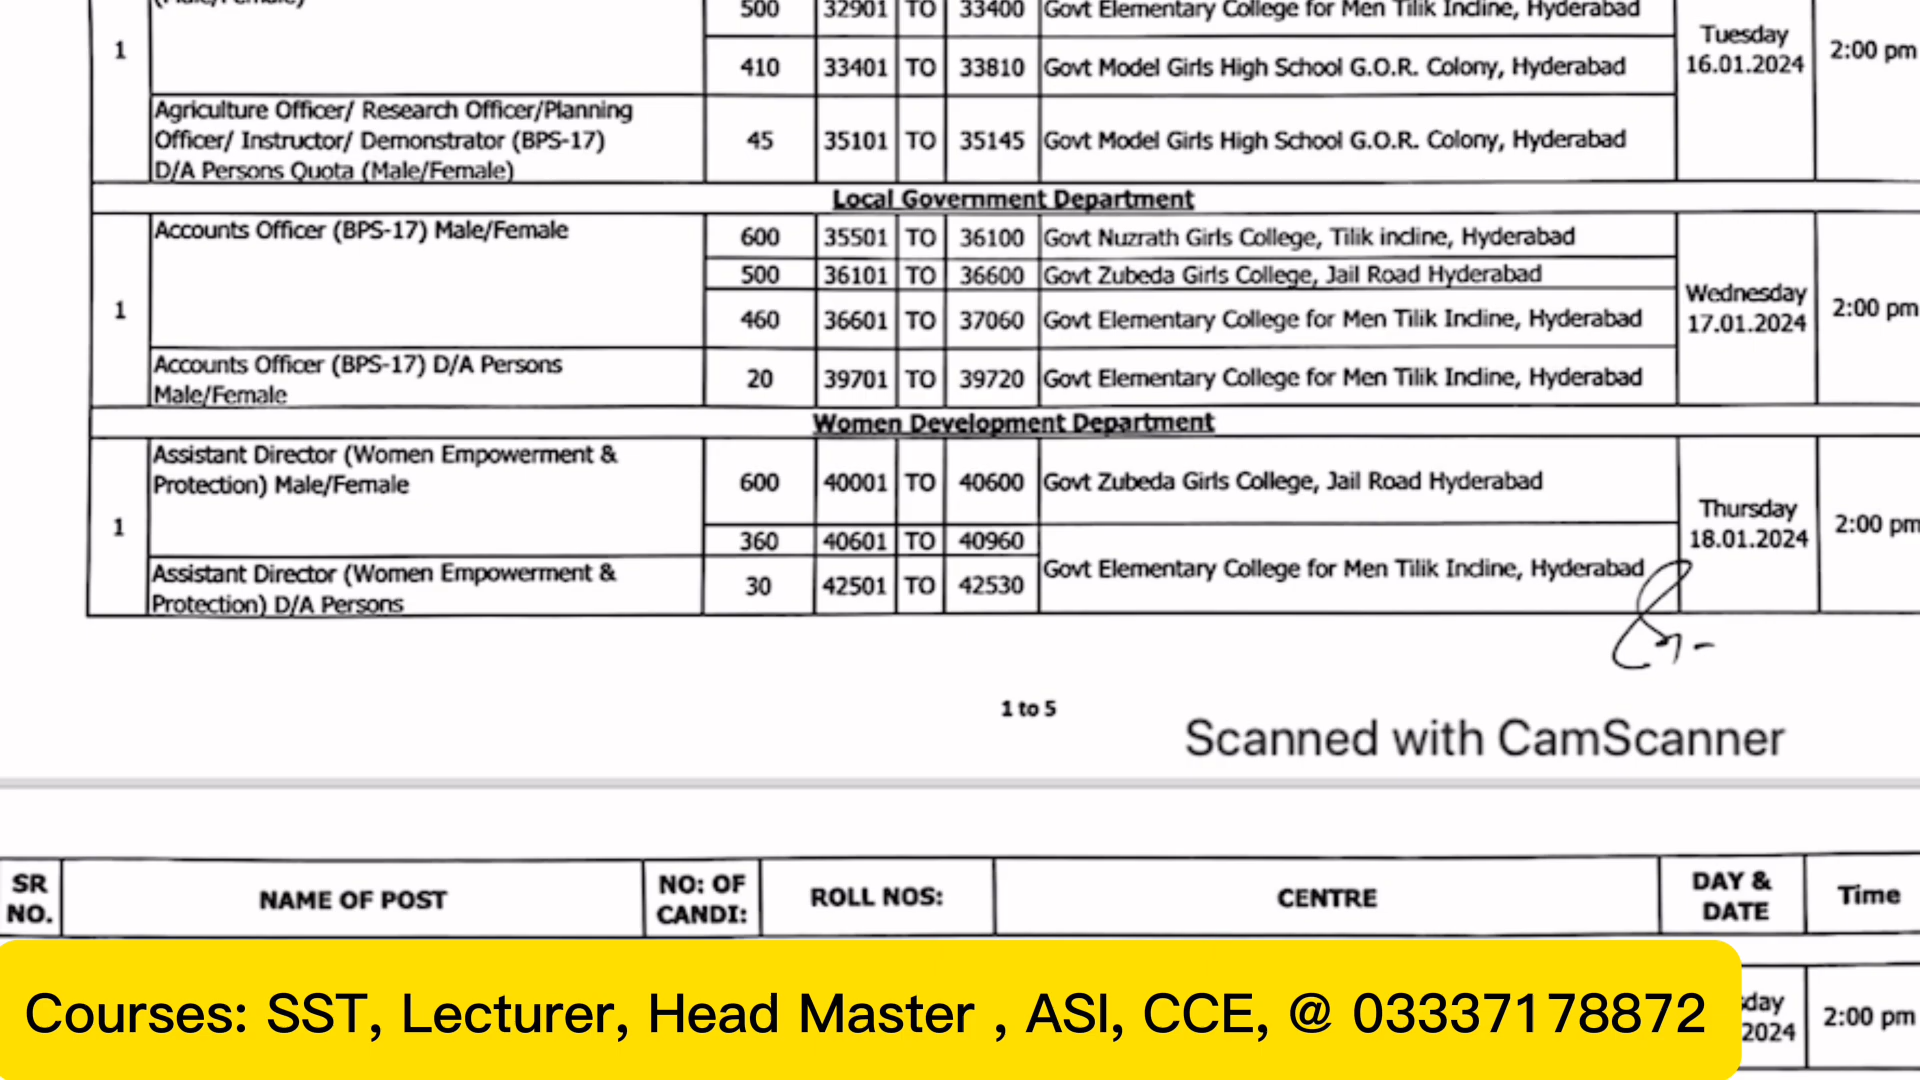 (Male/Female)
500 32901 TO 33400 Govt Elementary College for Men Tilik Incline, Hyderabad
1 410 33401 TO 33810 Govt Model Girls High School G.O.R. Colony, Hyderabad Tuesday 16.01.2024 2:00 pm
Agriculture Officer/ Research Officer/Planning
Officer/ Instructor/ Demonstrator (BPS-17)
D/A Persons Quota (Male/Female)
45 35101 TO 35145 Govt Model Girls High School G.O.R. Colony, Hyderabad
Local Government Department
1 Accounts Officer (BPS-17) Male/Female
600 35501 TO 36100 Govt Nuzrath Girls College, Tilik incline, Hyderabad
500 36101 TO 36600 Govt Zubeda Girls College, Jail Road Hyderabad
460 36601 TO 37060 Govt Elementary College for Men Tilik Incline, Hyderabad
Wednesday
17.01.2024
2:00 pm
Accounts Officer (BPS-17) D/A Persons
Male/Female
20 39701 TO 39720 Govt Elementary College for Men Tilik Incline, Hyderabad
Women Development Department
1 Assistant Director (Women Empowerment &
Protection) Male/Female
600 40001 TO 40600 Govt Zubeda Girls College, Jail Road Hyderabad
360 40601 TO 40960
Thursday
18.01.2024
2:00 pm
Assistant Director (Women Empowerment &
Protection) D/A Persons
30 42501 TO 42530 Govt Elementary College for Men Tilik Incline, Hyderabad
1 to 5
Scanned with CamScanner
SR
NO.
NAME OF POST
NO: OF
CANDI:
ROLL NOS:
CENTRE
DAY &
DATE
Time
sday
2024
2:00 pm
Courses: SST, Lecturer, Head Master , ASI, CCE, @ 03337178872